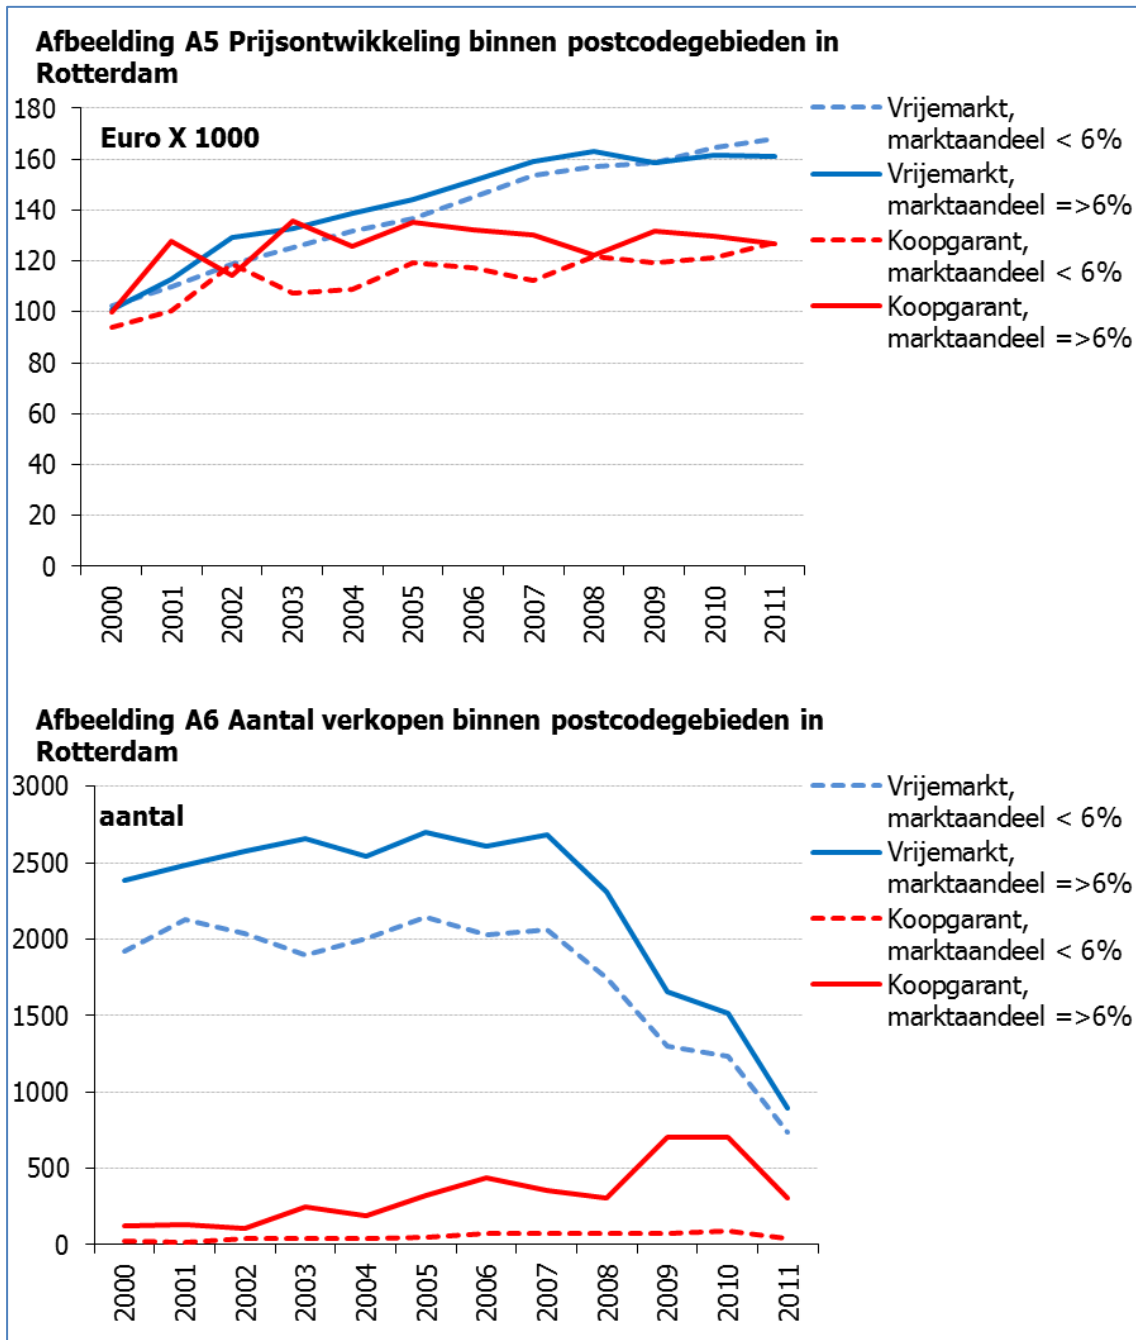 Afbeelding A5 Prijsontwikkeling binnen postcodegebieden in
Rotterdam
Euro X 1000
180
160
140
120
100
80
60
40
20
0
2000
2001
2002
2003
2004
2005
2006
2007
2008
2009
2010
2011
Vrijemarkt,
marktaandeel < 6%
Vrijemarkt,
marktaandeel =>6%
Koopgarant,
marktaandeel < 6%
Koopgarant,
marktaandeel =>6%
Afbeelding A6 Aantal verkopen binnen postcodegebieden in
Rotterdam
aantal
3000
2500
2000
1500
1000
500
0
2000
2001
2002
2003
2004
2005
2006
2007
2008
2009
2010
2011
Vrijemarkt,
marktaandeel < 6%
Vrijemarkt,
marktaandeel =>6%
Koopgarant,
marktaandeel < 6%
Koopgarant,
marktaandeel =>6%